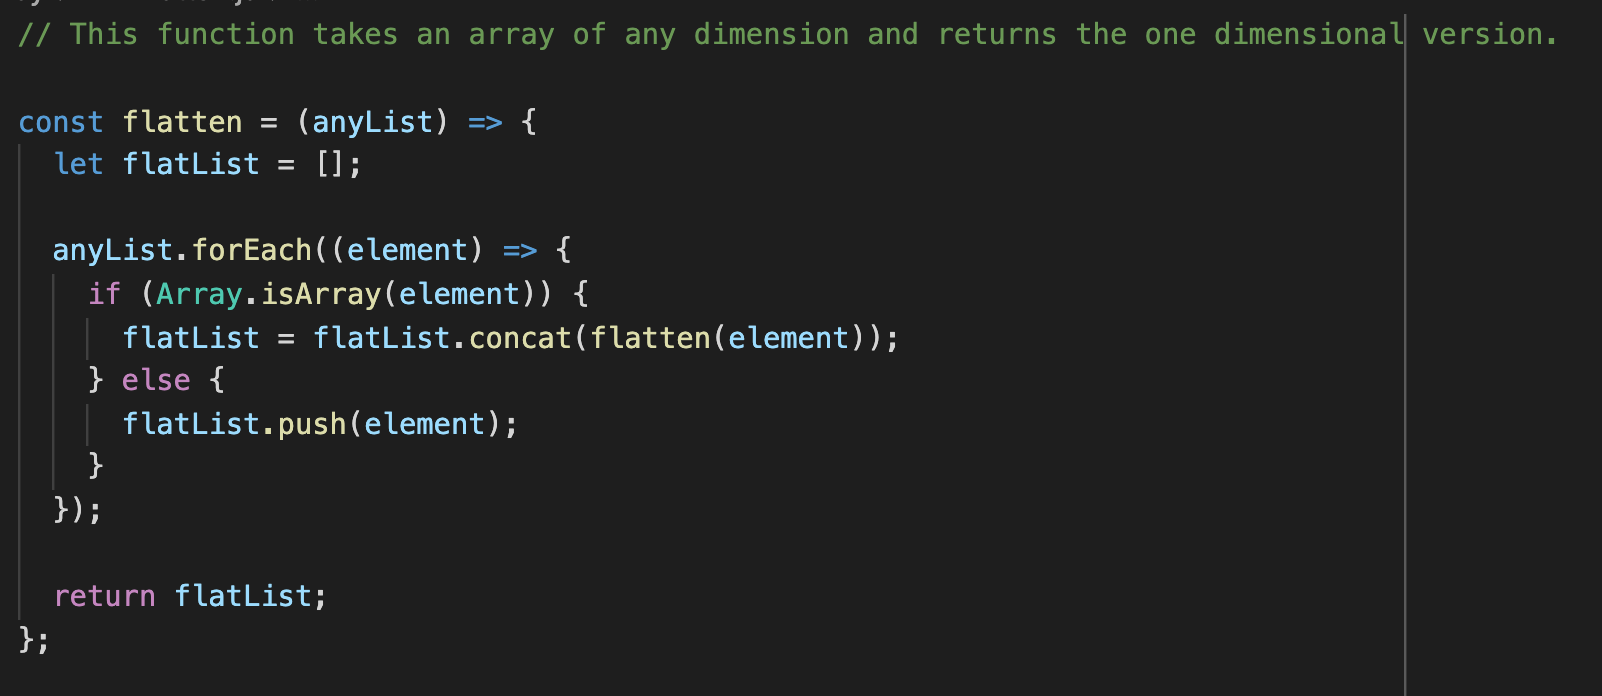 // This function takes an array of any dimension and returns the one dimensional version.
const flatten = (anyList) => {
let flatList = [];
anyList.forEach((element) => {
if (Array.isArray(element)) {
flatList = flatList.concat(flatten(element));
} else {
flatList.push(element);
}
});
return flatList;
};